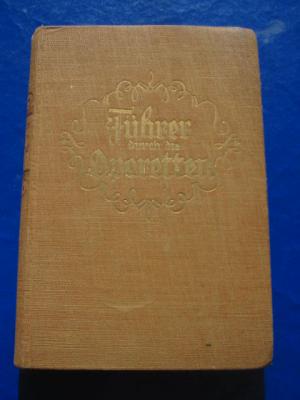 Führer
durch die
Operetten